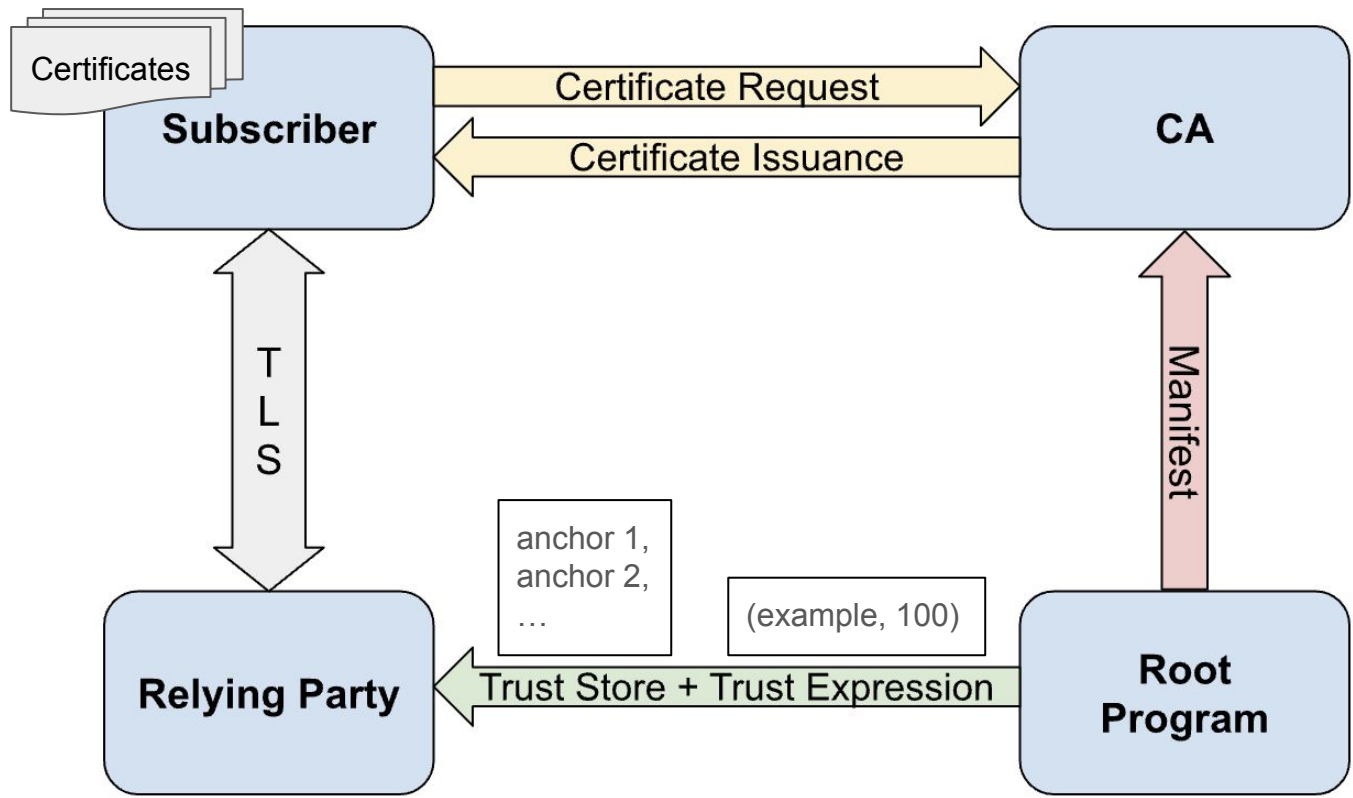 Certificates
Subscriber
Certificate Request
Certificate Issuance
CA
T
L
S
Manifest
anchor 1,
anchor 2,
…
(example, 100)
Relying Party
Trust Store + Trust Expression
Root
Program